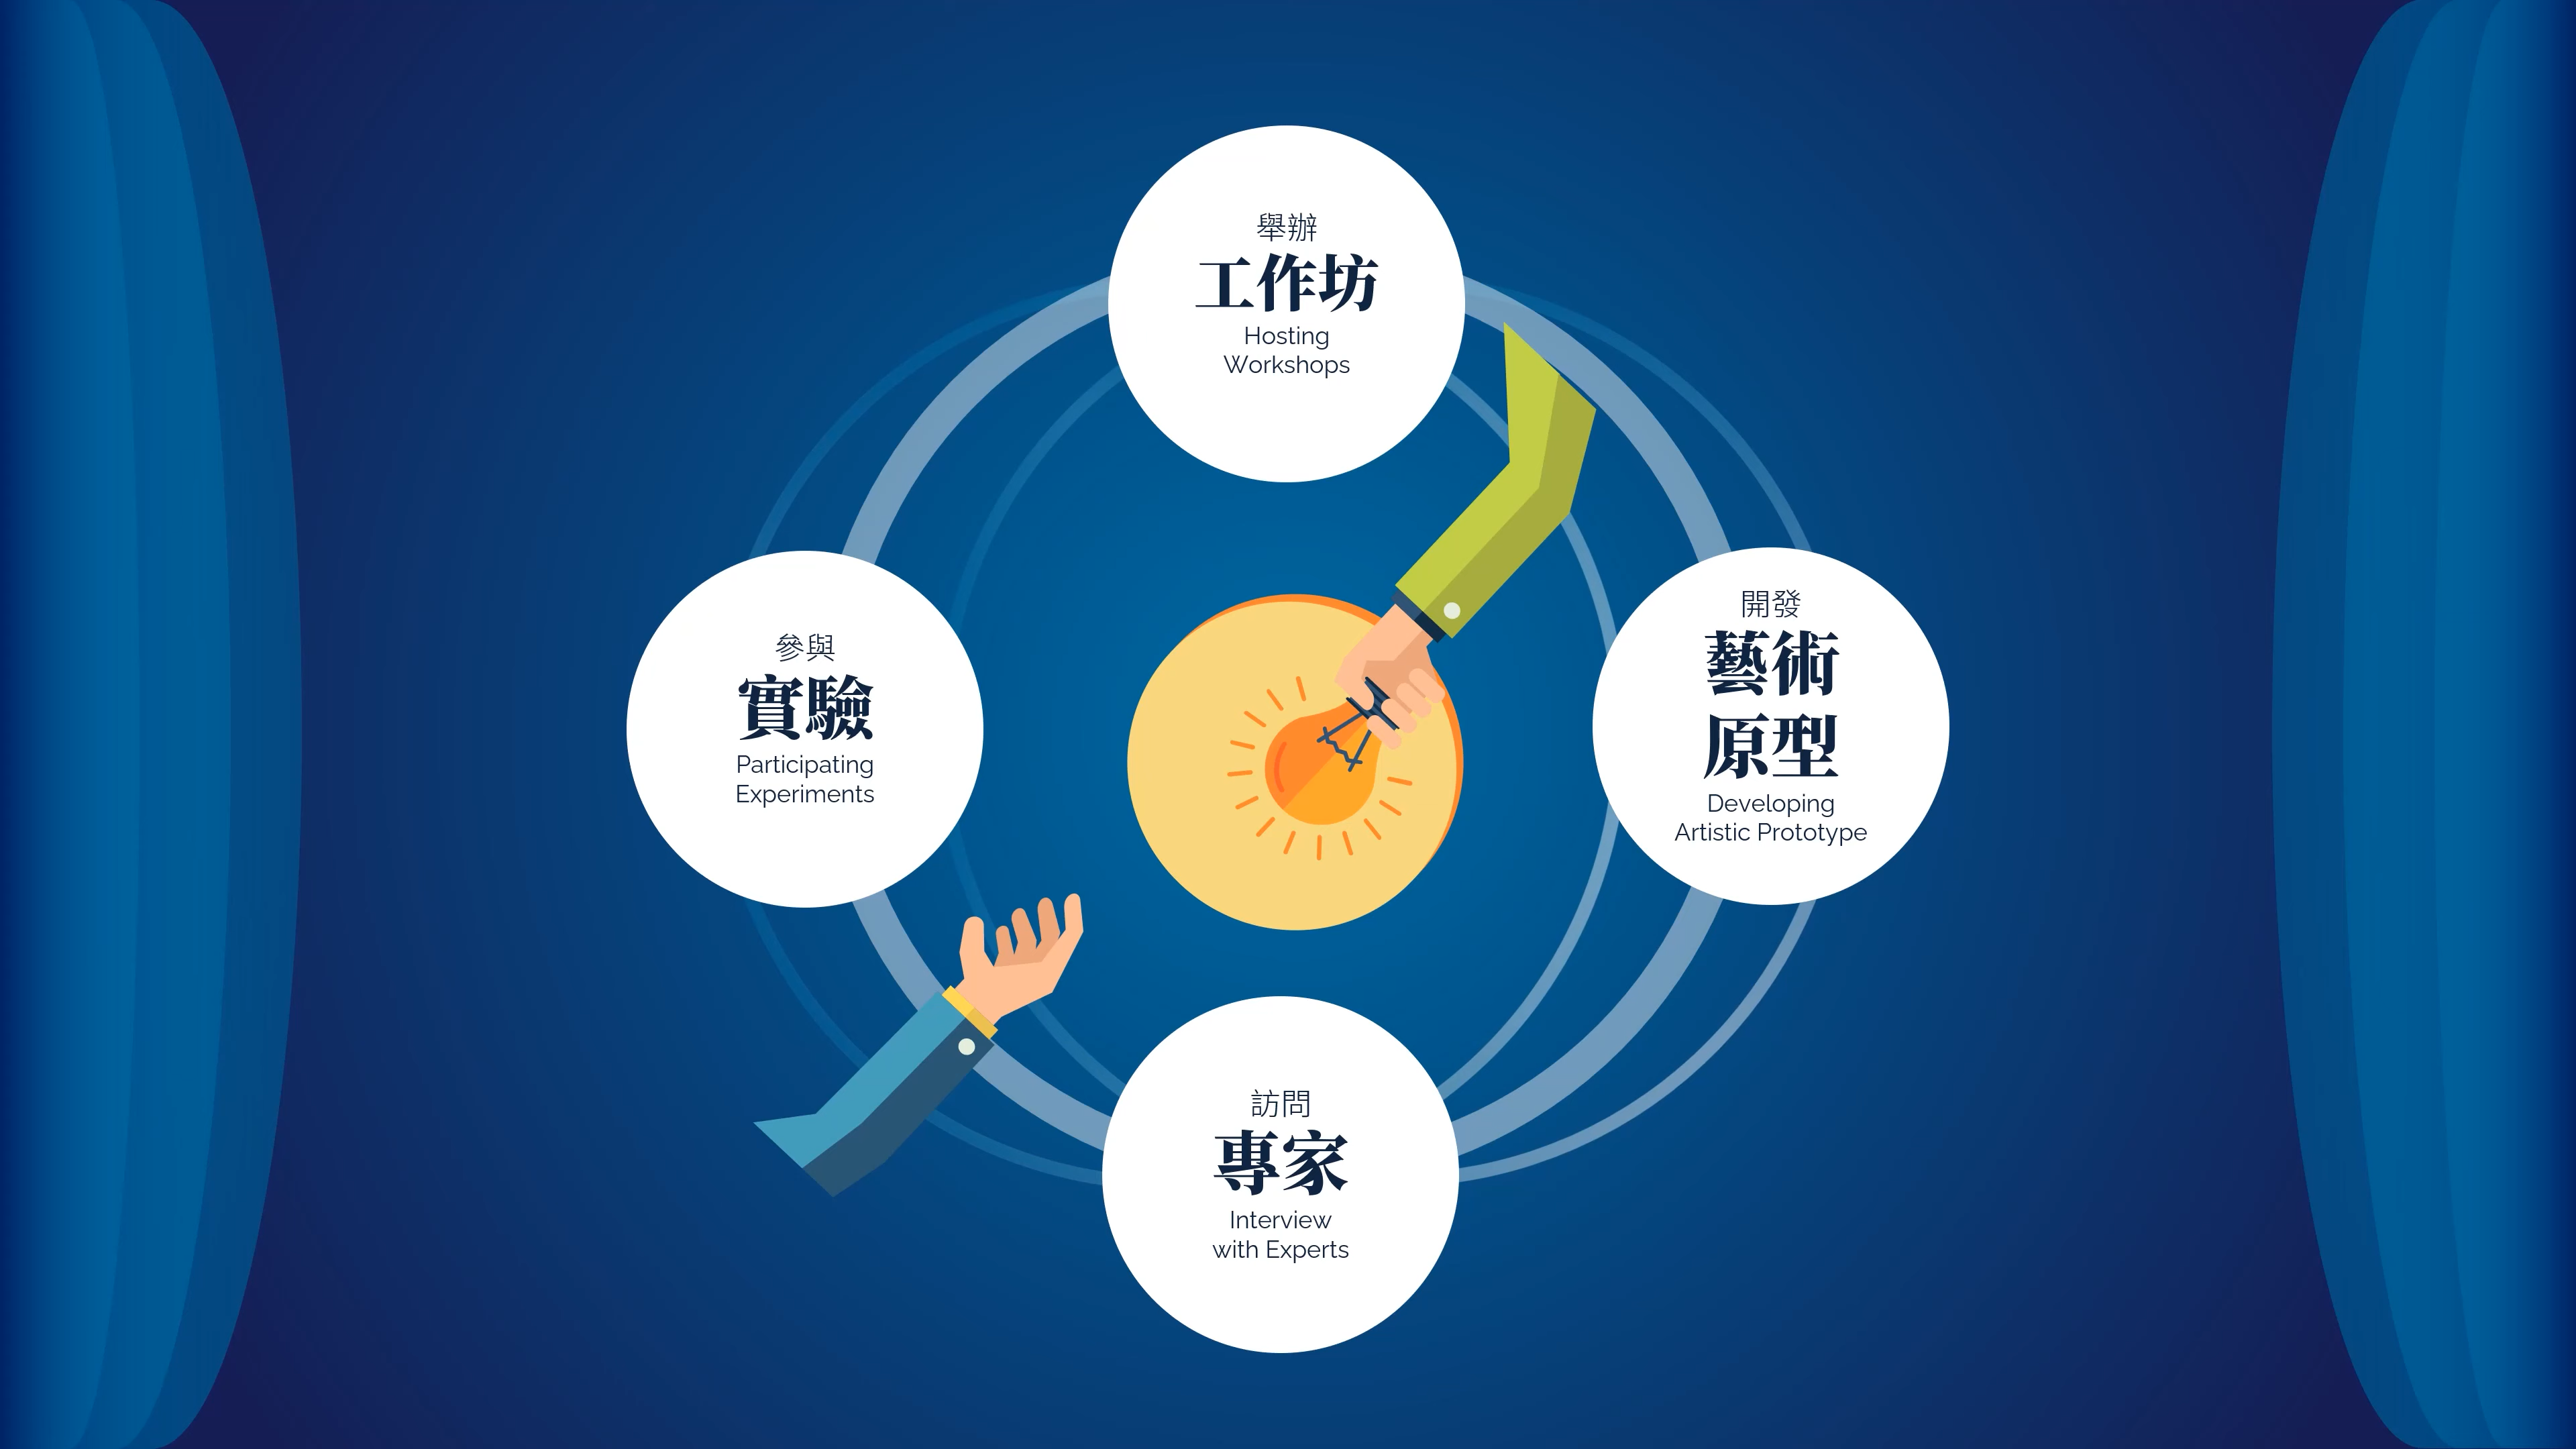 舉辦
工作坊
Hosting
Workshops
參與
實驗
Participating
Experiments
開發
藝術
原型
Developing
Artistic Prototype
訪問
專家
Interview
with Experts